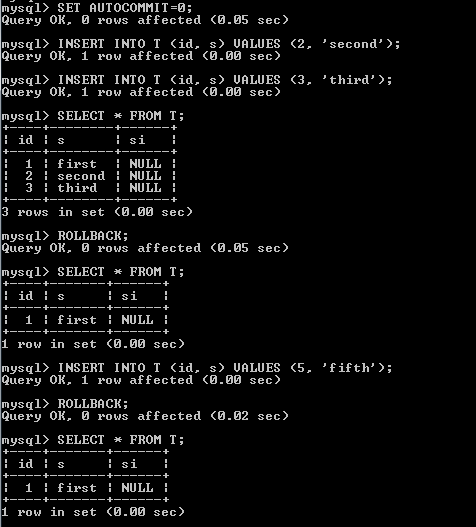 mysql> SET AUTOCOMMIT=0;
Query OK, 0 rows affected (0.05 sec)
mysql> INSERT INTO T (id, s) VALUES (2, 'second');
Query OK, 1 row affected (0.00 sec)
mysql> INSERT INTO T (id, s) VALUES (3, 'third');
Query OK, 1 row affected (0.00 sec)
mysql> SELECT * FROM T;
+----+--------+------+
| id | s      | si   |
+----+--------+------+
|  1 | first  | NULL |
|  2 | second | NULL |
|  3 | third  | NULL |
+----+--------+------+
3 rows in set (0.00 sec)
mysql> ROLLBACK;
Query OK, 0 rows affected (0.05 sec)
mysql> SELECT * FROM T;
+----+-------+------+
| id | s     | si   |
+----+-------+------+
|  1 | first | NULL |
+----+-------+------+
1 row in set (0.00 sec)
mysql> INSERT INTO T (id, s) VALUES (5, 'fifth');
Query OK, 1 row affected (0.00 sec)
mysql> ROLLBACK;
Query OK, 0 rows affected (0.02 sec)
mysql> SELECT * FROM T;
+----+-------+------+
| id | s     | si   |
+----+-------+------+
|  1 | first | NULL |
+----+-------+------+
1 row in set (0.00 sec)